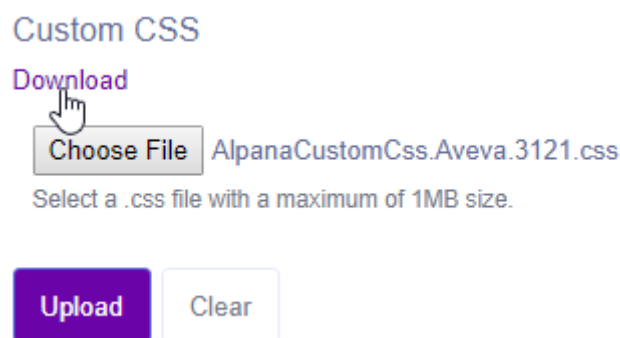 Custom CSS
Download
Choose File AlpanaCustomCss.Aveva.3121.css
Select a .css file with a maximum of 1MB size.
Upload Clear